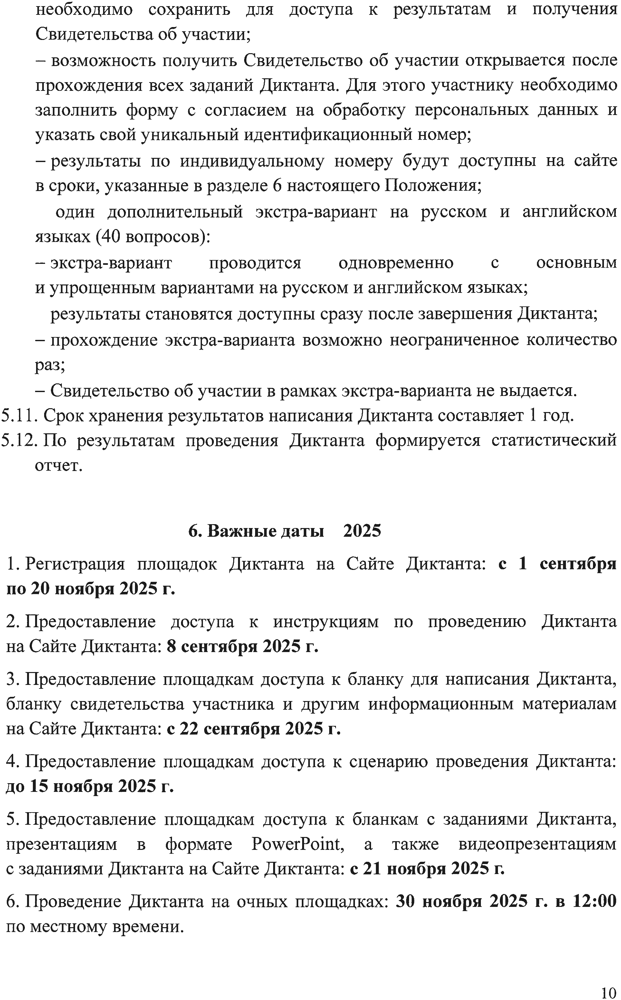 необходимо сохранить для доступа к результатам и получения
Свидетельства об участии;
– возможность получить Свидетельство об участии открывается после
прохождения всех заданий Диктанта. Для этого участнику необходимо
заполнить форму с согласием на обработку персональных данных и
указать свой уникальный идентификационный номер;
– результаты по индивидуальному номеру будут доступны на сайте
в сроки, указанные в разделе 6 настоящего Положения;
один дополнительный экстра-вариант на русском и английском
языках (40 вопросов):
– экстра-вариант проводится одновременно с основным
и упрощенным вариантами на русском и английском языках;
результаты становятся доступны сразу после завершения Диктанта;
– прохождение экстра-варианта возможно неограниченное количество
раз;
– Свидетельство об участии в рамках экстра-варианта не выдается.
5.11. Срок хранения результатов написания Диктанта составляет 1 год.
5.12. По результатам проведения Диктанта формируется статистический
отчет.
6. Важные даты 2025
1. Регистрация площадок Диктанта на Сайте Диктанта: с 1 сентября
по 20 ноября 2025 г.
2. Предоставление доступа к инструкциям по проведению Диктанта
на Сайте Диктанта: 8 сентября 2025 г.
3. Предоставление площадкам доступа к бланку для написания Диктанта,
бланку свидетельства участника и другим информационным материалам
на Сайте Диктанта: с 22 сентября 2025 г.
4. Предоставление площадкам доступа к сценарию проведения Диктанта:
до 15 ноября 2025 г.
5. Предоставление площадкам доступа к бланкам с заданиями Диктанта,
презентациям в формате PowerPoint, а также видеопрезентациям
с заданиями Диктанта на Сайте Диктанта: с 21 ноября 2025 г.
6. Проведение Диктанта на очных площадках: 30 ноября 2025 г. в 12:00
по местному времени.
10